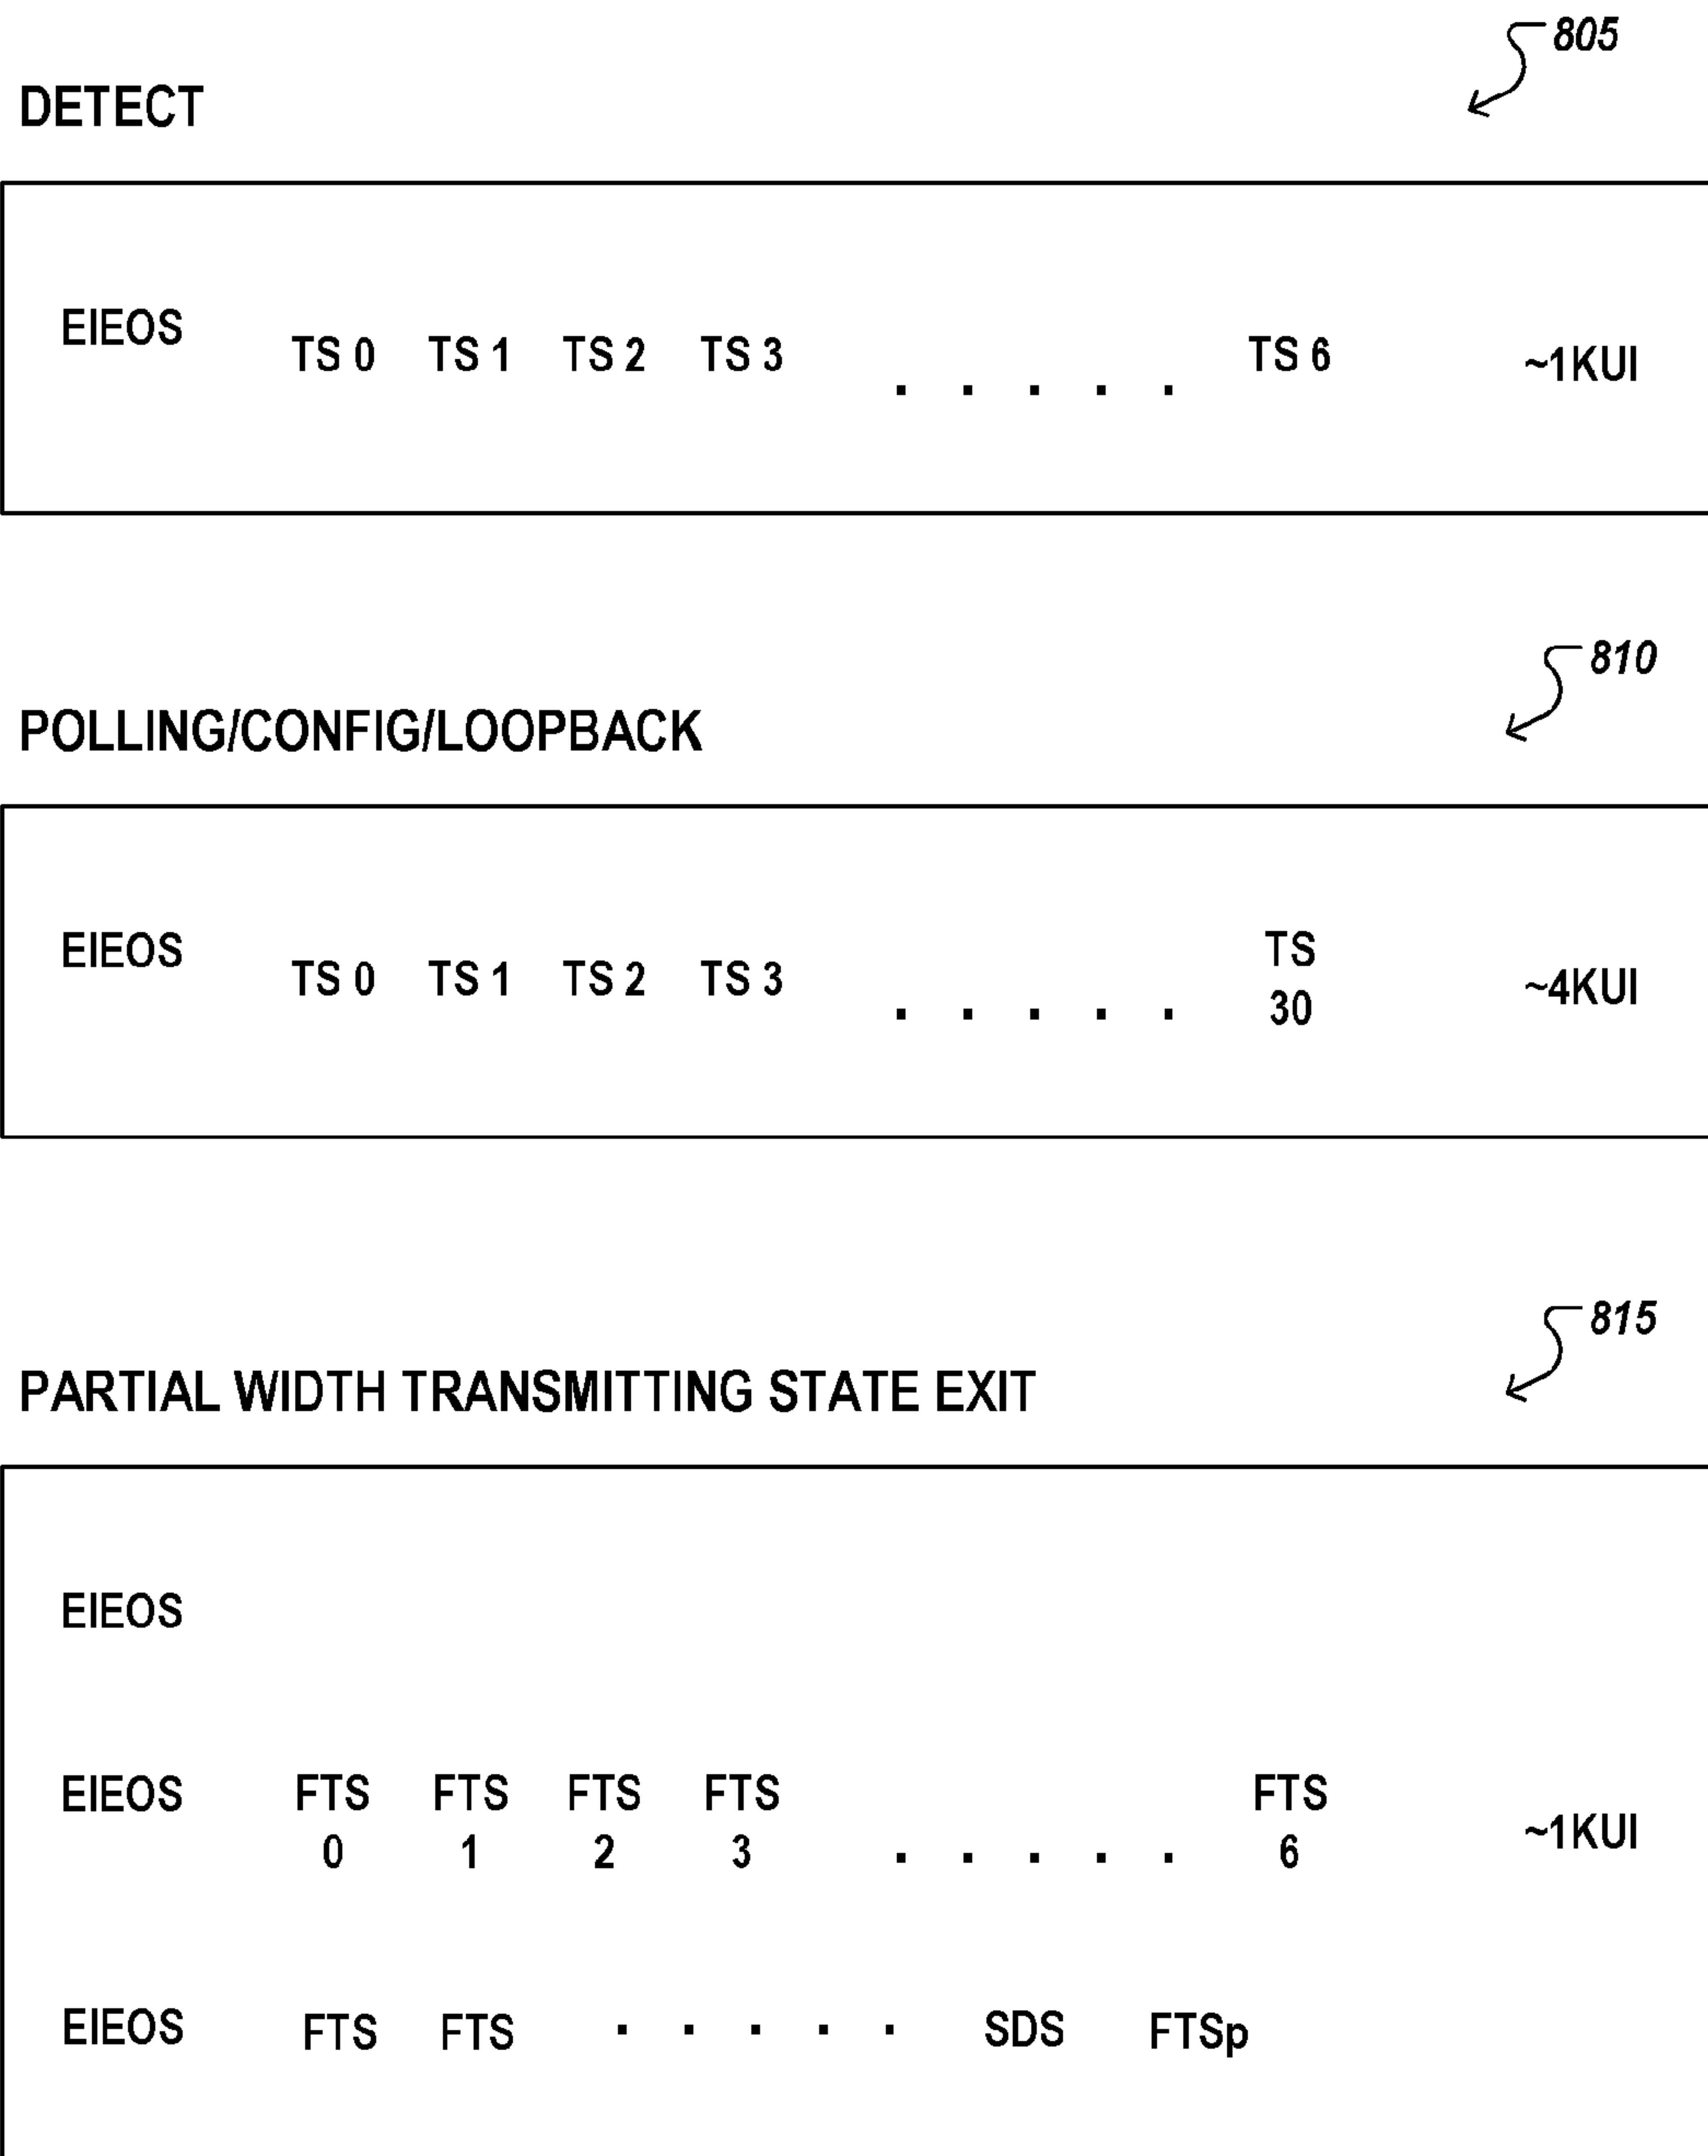 805
DETECT
EIEOS TS 0 TS 1 TS 2 TS 3 . . . . . TS 6 ~1KUI
810
POLLING/CONFIG/LOOPBACK
EIEOS TS 0 TS 1 TS 2 TS 3 . . . . . TS 30 ~4KUI
815
PARTIAL WIDTH TRANSMITTING STATE EXIT
EIEOS
EIEOS FTS 0 FTS 1 FTS 2 FTS 3 . . . . . FTS 6 ~1KUI
EIEOS FTS FTS . . . . . SDS FTSp